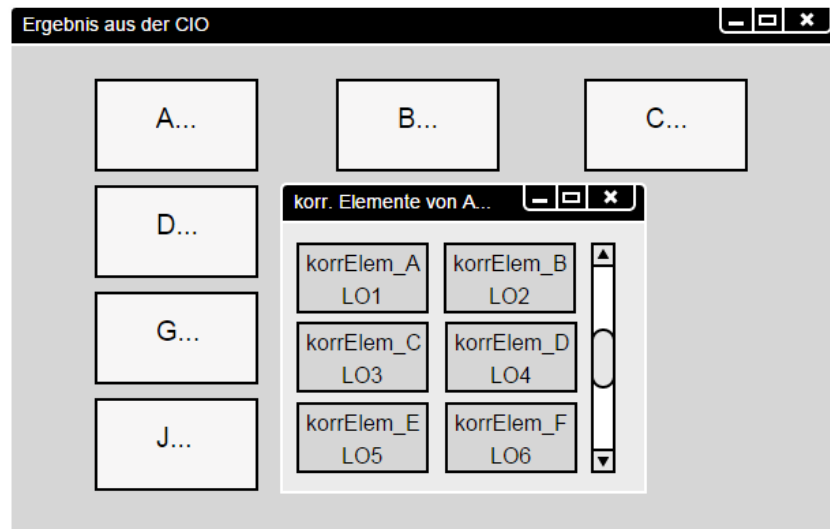 Ergebnis aus der CIO
A...
B...
C...
D...
korr. Elemente von A...
korrElem_A
LO1
korrElem_B
LO2
G...
korrElem_C
LO3
korrElem_D
LO4
J...
korrElem_E
LO5
korrElem_F
LO6